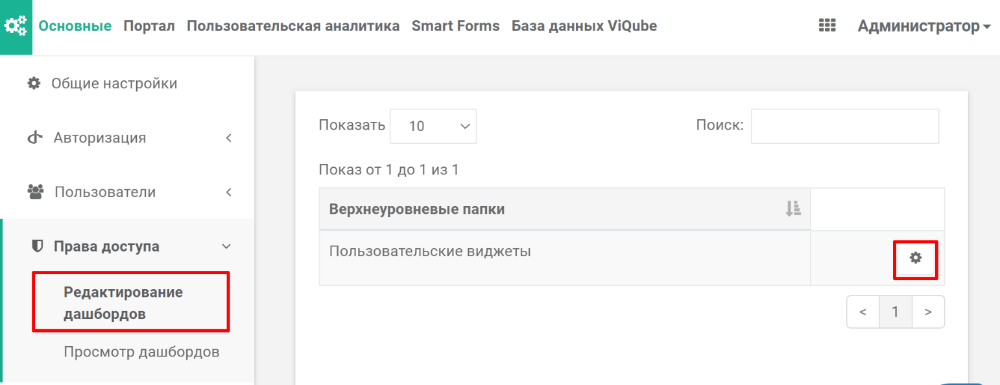 Основные Портал Пользовательская аналитика Smart Forms База данных ViQube Администратор
Общие настройки
Авторизация
Пользователи
Права доступа
Редактирование
дашбордов
Просмотр дашбордов
Показать 10 Поиск:
Показ от 1 до 1 из 1
Верхнеуровневые папки
Пользовательские виджеты
< 1 >